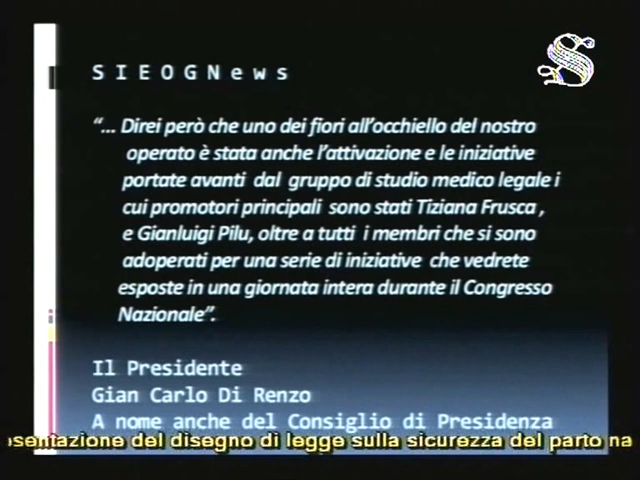 S I E O G N e w s
“... Direi però che uno dei fiori all’occhiello del nostro
operato è stata anche l’attivazione e le iniziative
portate avanti dal gruppo di studio medico legale i
cui promotori principali sono stati Tiziana Frusca ,
e Gianluigi Pilu, oltre a tutti i membri che si sono
adoperati per una serie di iniziative che vedrete
esposte in una giornata intera durante il Congresso
Nazionale”.
Il Presidente
Gian Carlo Di Renzo
A nome anche del Consiglio di Presidenza
esentazione del disegno di legge sulla sicurezza del parto na